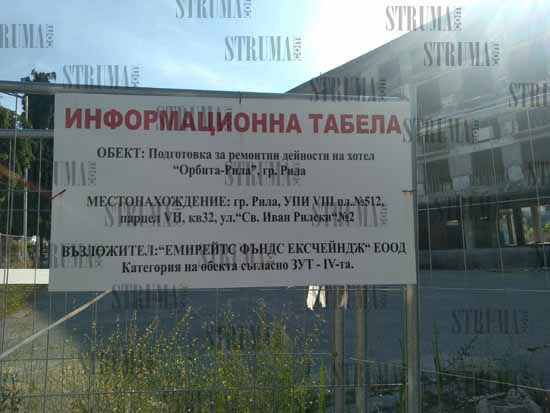 ИНФОРМАЦИОННА ТАБЕЛА
ОБЕКТ: Подготовка за ремонтни дейности на хотел
“Орбита-Рила”, гр. Рила
МЕСТОНАХОЖДЕНИЕ: гр. Рила, УПИ VIII пл.№512,
парцел VII, кв32, ул.“Св. Иван Рилски“№2
ВЪЗЛОЖИТЕЛ:“ЕМИРЕЙТС ФЪНДС ЕКСЧЕЙНДЖ“ ЕООД
Категория на обекта съгласно ЗУТ - IV-та.